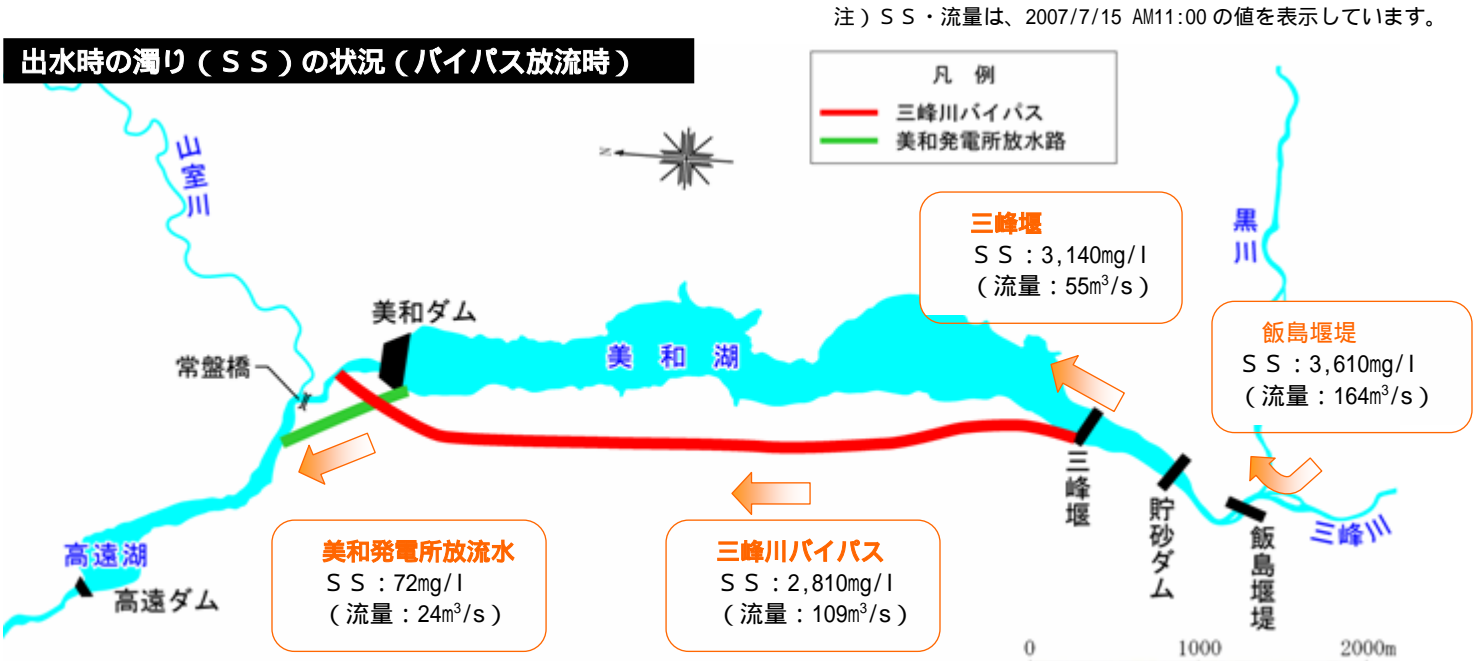 注）ＳＳ・流量は、2007/7/15 AM11:00 の値を表示しています。
出水時の濁り（ＳＳ）の状況（バイパス放流時）
凡 例
三峰川バイパス
美和発電所放水路
N
山室川
黒川
三峰堰
ＳＳ：3,140mg/l
（流量：55m³/s）
飯島堰堤
ＳＳ：3,610mg/l
（流量：164m³/s）
美和ダム
常盤橋
美 和 湖
三峰堰
貯砂ダム
飯島堰堤
三峰川
高遠湖
高遠ダム
美和発電所放流水
ＳＳ：72mg/l
（流量：24m³/s）
三峰川バイパス
ＳＳ：2,810mg/l
（流量：109m³/s）
0 1000 2000m